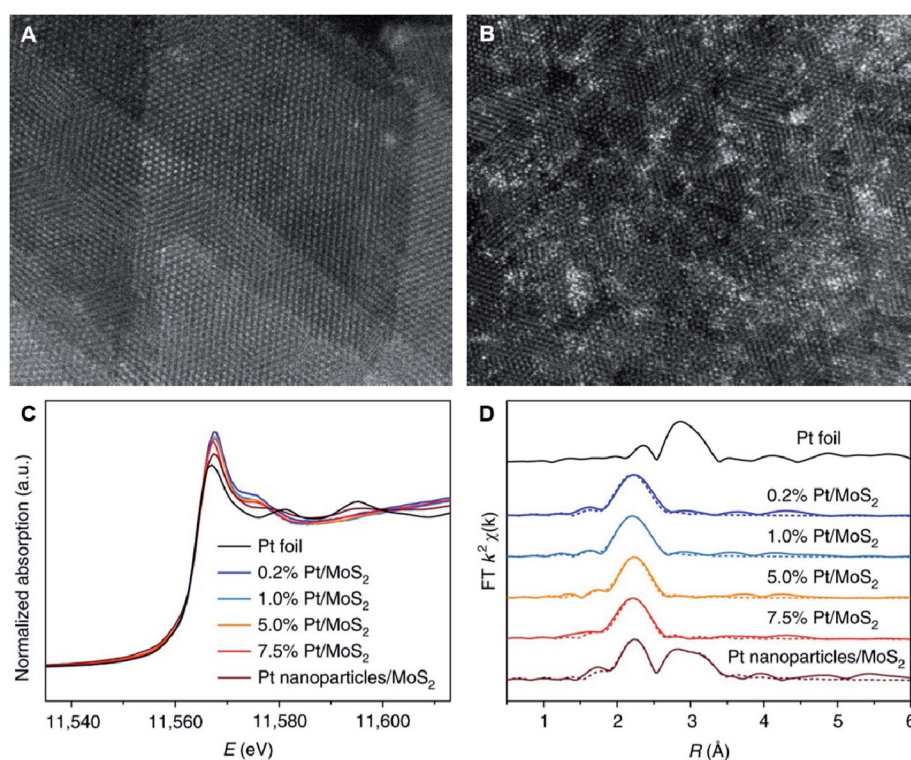 A
B
C
Normalized absorption (a.u.)
Pt foil
0.2% Pt/MoS₂
1.0% Pt/MoS₂
5.0% Pt/MoS₂
7.5% Pt/MoS₂
Pt nanoparticles/MoS₂
11,540 11,560 11,580 11,600
E (eV)
D
FT k² χ(k)
Pt foil
0.2% Pt/MoS₂
1.0% Pt/MoS₂
5.0% Pt/MoS₂
7.5% Pt/MoS₂
Pt nanoparticles/MoS₂
1 2 3 4 5 6
R (Å)